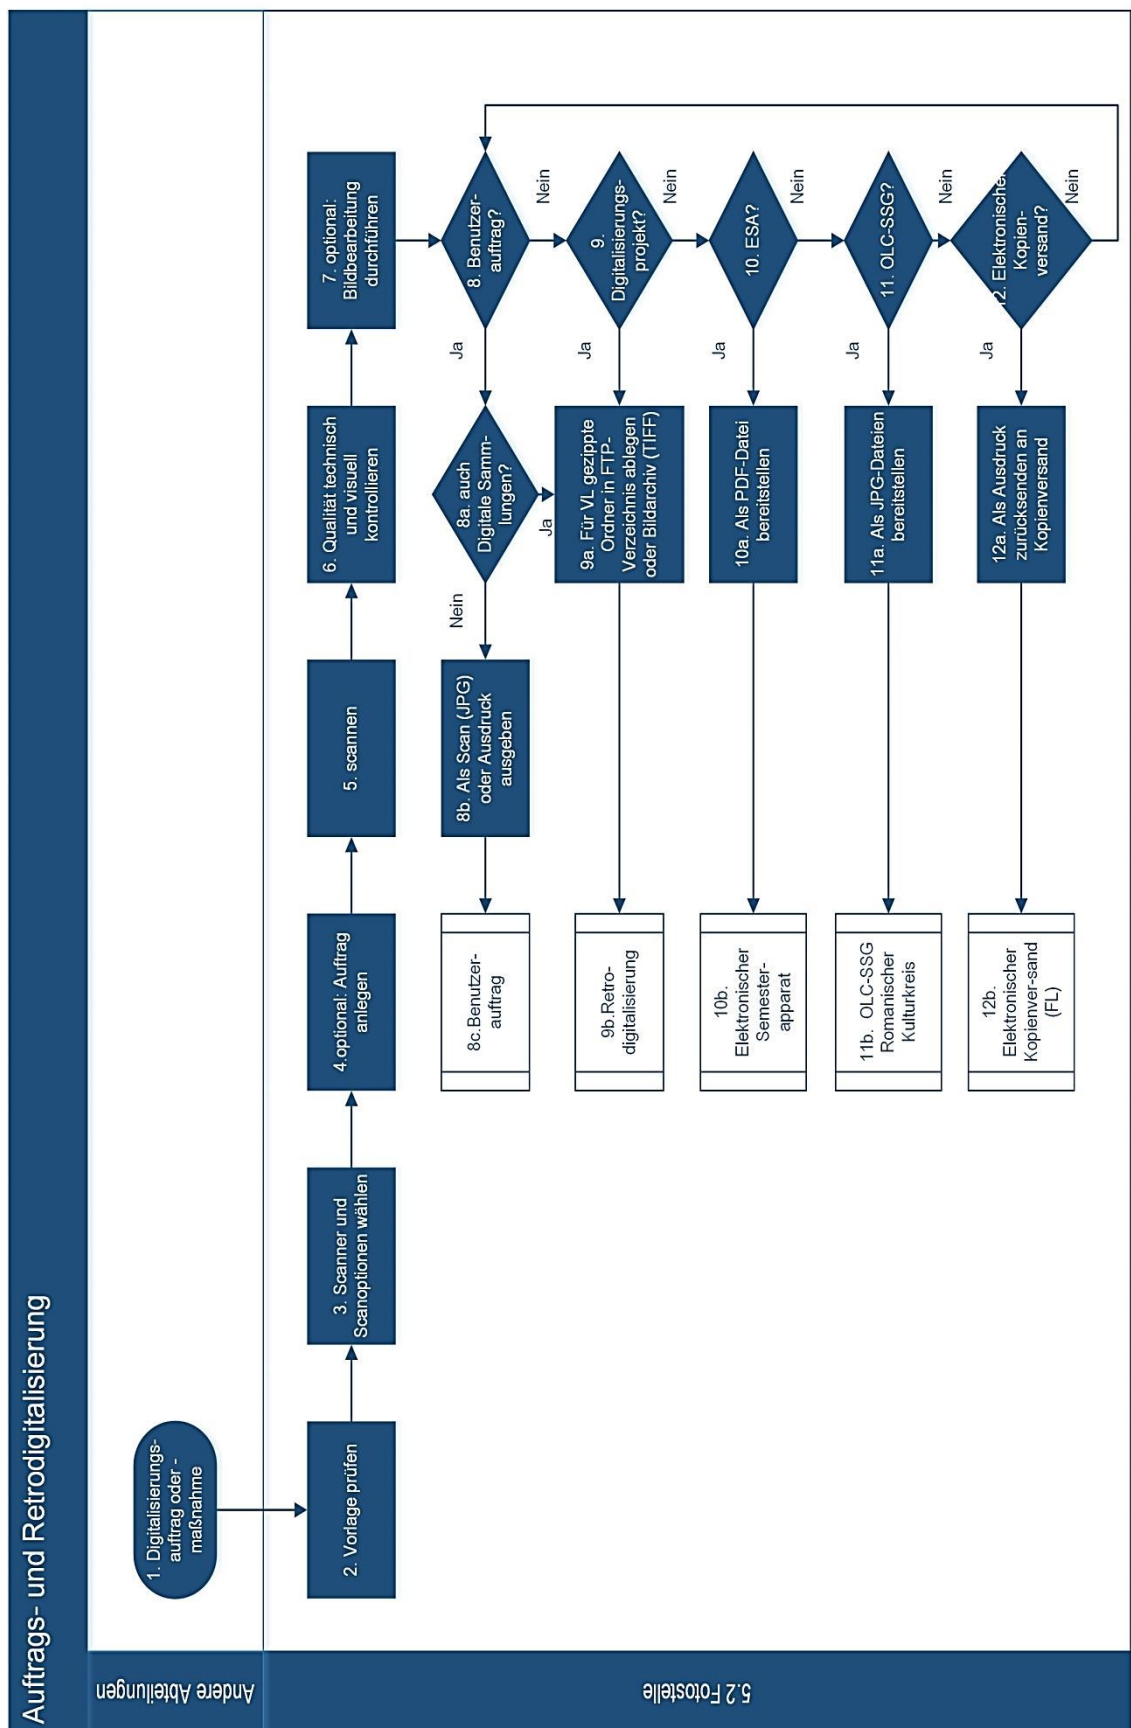 Auftrags- und Retrodigitalisierung
Andere Abteilungen
1. Digitalisierungs-
auftrag oder -
maßnahme
5.2 Fotostelle
2. Vorlage prüfen
3. Scanner und
Scanoptionen wählen
4.optional: Auftrag
anlegen
5. scannen
6. Qualität technisch
und visuell
kontrollieren
7. optional:
Bildbearbeitung
durchführen
8. Benutzer-
auftrag?
Ja
Nein
8a. auch
Digitale Samm-
lungen?
Nein
Ja
8b. Als Scan (JPG)
oder Ausdruck
ausgeben
8c.Benutzer-
auftrag
9.
Digitalisierungs-
projekt?
Ja
Nein
9a. Für VL gezippte
Ordner in FTP-
Verzeichnis ablegen
oder Bildarchiv (TIFF)
9b.Retro-
digitalisierung
10. ESA?
Ja
Nein
10a. Als PDF-Datei
bereitstellen
10b.
Elektronischer
Semester-
apparat
11. OLC-SSG?
Ja
Nein
11a. Als JPG-Dateien
bereitstellen
11b. OLC-SSG
Romanischer
Kulturkreis
12. Elektronischer
Kopien-
versand?
Ja
Nein
12a. Als Ausdruck
zurücksenden an
Kopienversand
12b.
Elektronischer
Kopienver-sand
(FL)